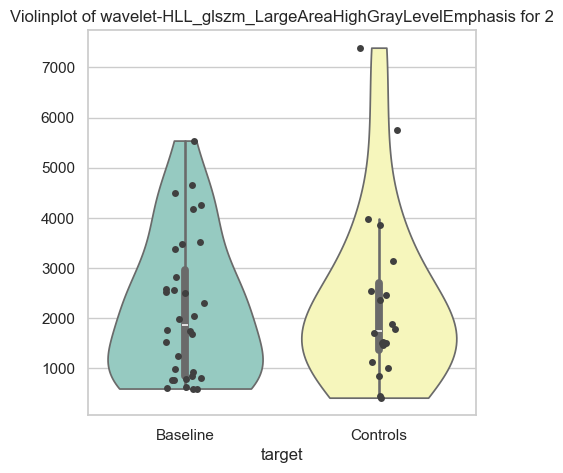 Violinplot of wavelet-HLL_glszm_LargeAreaHighGrayLevelEmphasis for 2
7000
6000
5000
4000
3000
2000
1000
Baseline
Controls
target